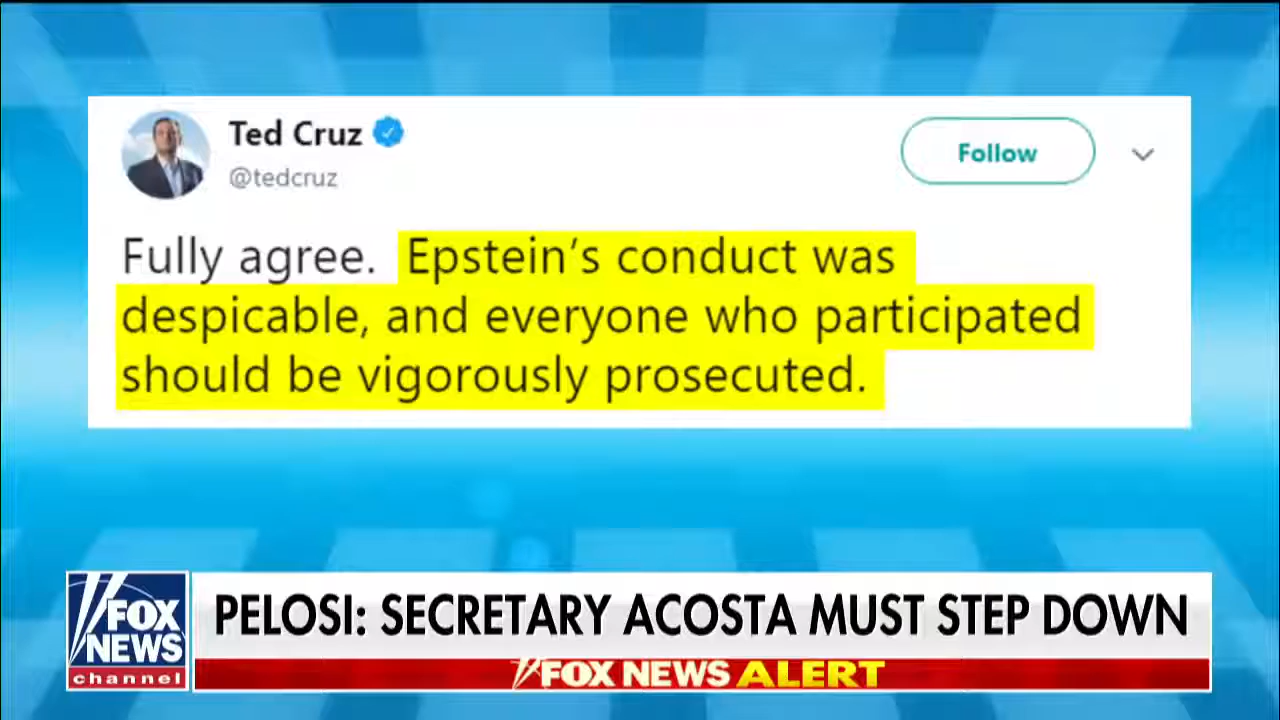 Ted Cruz
@tedcruz
Follow
Fully agree. Epstein's conduct was
despicable, and everyone who participated
should be vigorously prosecuted.
FOX
NEWS
channel
PELOSI: SECRETARY ACOSTA MUST STEP DOWN
FOX NEWS ALERT